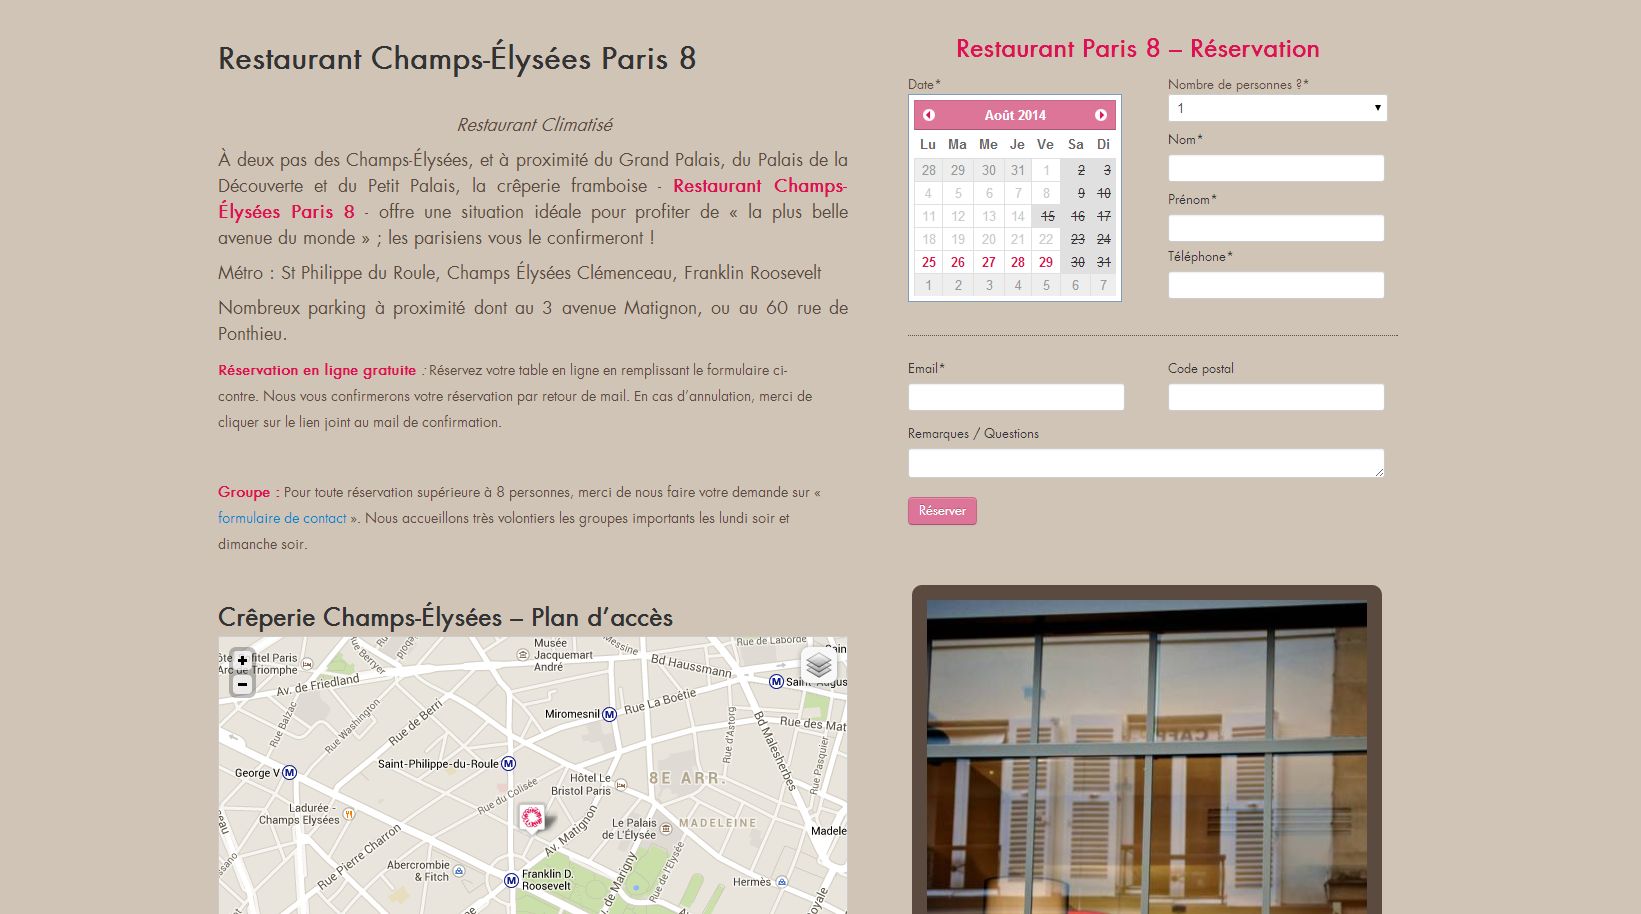 Restaurant Champs-Élysées Paris 8
Restaurant Climatisé
À deux pas des Champs-Élysées, et à proximité du Grand Palais, du Palais de la
Découverte et du Petit Palais, la crêperie framboise - Restaurant Champs-
Élysées Paris 8 - offre une situation idéale pour profiter de « la plus belle
avenue du monde » ; les parisiens vous le confirmeront !
Métro : St Philippe du Roule, Champs Élysées Clémenceau, Franklin Roosevelt
Nombreux parking à proximité dont au 3 avenue Matignon, ou au 60 rue de
Ponthieu.
Réservation en ligne gratuite : Réservez votre table en ligne en remplissant le formulaire ci-
contre. Nous vous confirmerons votre réservation par retour de mail. En cas d'annulation, merci de
cliquer sur le lien joint au mail de confirmation.
Groupe : Pour toute réservation supérieure à 8 personnes, merci de nous faire votre demande sur «
formulaire de contact ». Nous accueillons très volontiers les groupes importants les lundi soir et
dimanche soir.
Crêperie Champs-Élysées – Plan d'accès
Musée
Jacquemart
André
Messine
Rue de Laborde
Rue Berryer
Bd Haussmann
Av. de Friedland
Rue Balzac
Rue Washington
Rue de Berri
Miromesnil
Rue La Boétie
Rue d'Astorg
Bd Malesherbes
Rue des Mat
Rue Pasquier
George V
Saint-Philippe-du-Roule
Hôtel Le
Bristol Paris
8E ARR.
Rue du Colisée
Ladurée -
Champs Elysées
Av. Matignon
Le Palais
de L'Élysée
MADELEINE
Madele
Rue Pierre Charron
Abercrombie
& Fitch
Franklin D.
Roosevelt
Av. de Marigny
Rue de l'Elysée
Hermès
Restaurant Paris 8 – Réservation
Date*
Août 2014
Lu Ma Me Je Ve Sa Di
28 29 30 31 1 2 3
4 5 6 7 8 9 10
11 12 13 14 15 16 17
18 19 20 21 22 23 24
25 26 27 28 29 30 31
1 2 3 4 5 6 7
Nombre de personnes ?*
1
Nom*
Prénom*
Téléphone*
Email*
Code postal
Remarques / Questions
Réserver